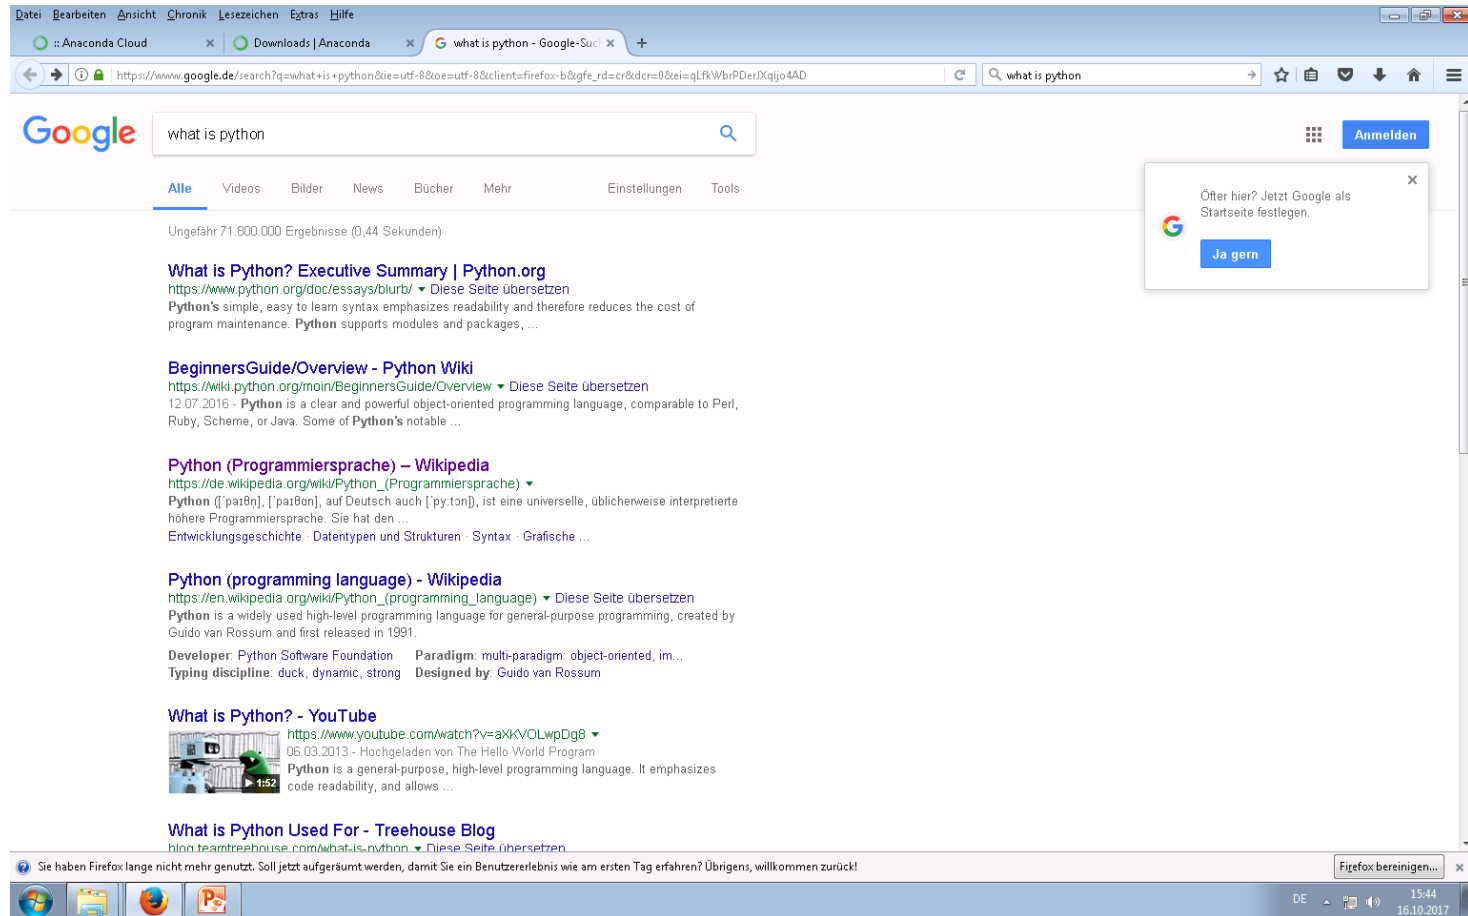 Datei Bearbeiten Ansicht Chronik Lesezeichen Extras Hilfe
:: Anaconda Cloud
Downloads | Anaconda
what is python - Google-Suc
https://www.google.de/search?q=what+is+python&ie=utf-8&oe=utf-8&client=firefox-b&gfe_rd=cr&dcr=0&ei=qLfkWbrPDerJXqijo4AD
what is python
Google
what is python
Anmelden
Alle Videos Bilder News Bücher Mehr Einstellungen Tools
Öfter hier? Jetzt Google als
Startseite festlegen.
Ja gern
Ungefähr 71.800.000 Ergebnisse (0,44 Sekunden)
What is Python? Executive Summary | Python.org
https://www.python.org/doc/essays/blurb/ Diese Seite übersetzen
Python's simple, easy to learn syntax emphasizes readability and therefore reduces the cost of
program maintenance. Python supports modules and packages, ...
BeginnersGuide/Overview - Python Wiki
https://wiki.python.org/moin/BeginnersGuide/Overview Diese Seite übersetzen
12.07.2016 - Python is a clear and powerful object-oriented programming language, comparable to Perl,
Ruby, Scheme, or Java. Some of Python's notable ...
Python (Programmiersprache) – Wikipedia
https://de.wikipedia.org/wiki/Python_(Programmiersprache)
Python ([ˈpaɪθn̩], [ˈpaɪθɑn], auf Deutsch auch [ˈpyːtɔn]), ist eine universelle, üblicherweise interpretierte
höhere Programmiersprache. Sie hat den ...
Entwicklungsgeschichte · Datentypen und Strukturen · Syntax · Grafische ...
Python (programming language) - Wikipedia
https://en.wikipedia.org/wiki/Python_(programming_language) Diese Seite übersetzen
Python is a widely used high-level programming language for general-purpose programming, created by
Guido van Rossum and first released in 1991.
Developer: Python Software Foundation Paradigm: multi-paradigm: object-oriented, im...
Typing discipline: duck, dynamic, strong Designed by: Guido van Rossum
What is Python? - YouTube
https://www.youtube.com/watch?v=aXkVOLwpDg8
06.03.2013 - Hochgeladen von The Hello World Program
Python is a general-purpose, high-level programming language. It emphasizes
code readability, and allows ...
1:52
What is Python Used For - Treehouse Blog
blog.teamtreehouse.com/what-is-python Diese Seite übersetzen
Sie haben Firefox lange nicht mehr genutzt. Soll jetzt aufgeräumt werden, damit Sie ein Benutzererlebnis wie am ersten Tag erfahren? Übrigens, willkommen zurück!
Firefox bereinigen...
DE
15:44
16.10.2017